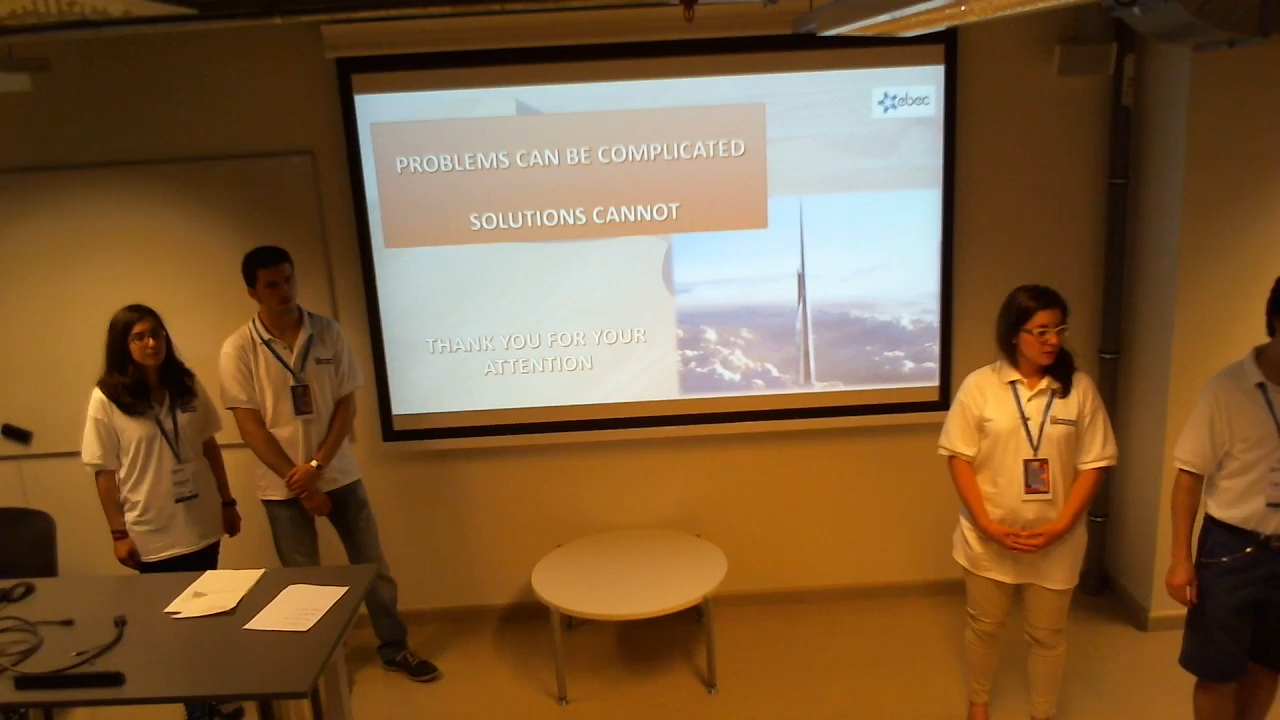 ebec
PROBLEMS CAN BE COMPLICATED
SOLUTIONS CANNOT
THANK YOU FOR YOUR
ATTENTION